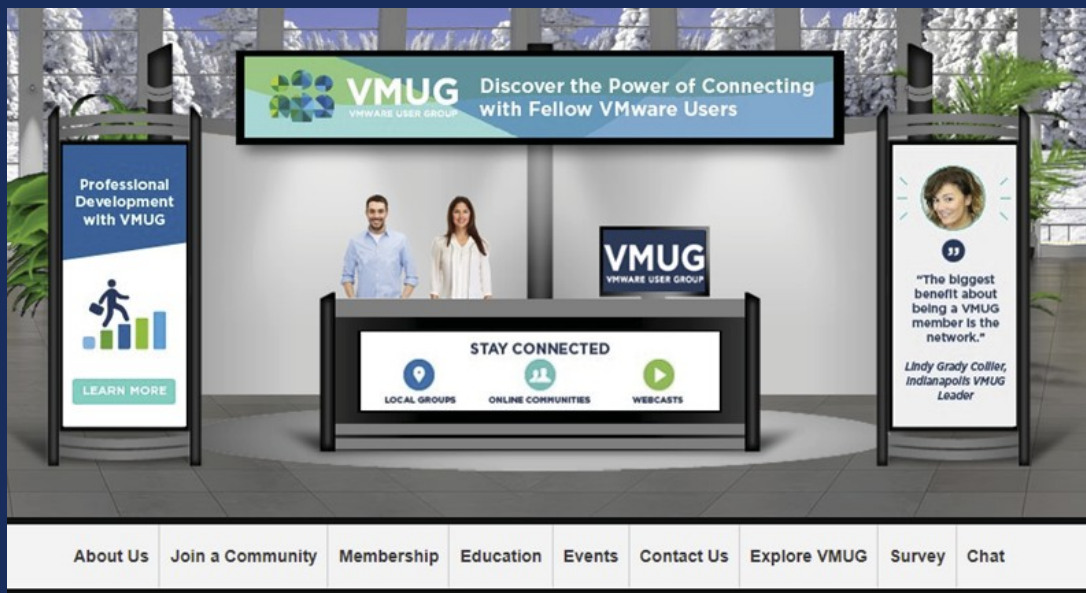 VMUG
VMWARE USER GROUP
Discover the Power of Connecting
with Fellow VMware Users
Professional
Development
with VMUG
LEARN MORE
VMUG
VMWARE USER GROUP
STAY CONNECTED
LOCAL GROUPS
ONLINE COMMUNITIES
WEBCASTS
"The biggest
benefit about
being a VMUG
member is the
network."
Lindy Grady Collier,
Indianapolis VMUG
Leader
About Us
Join a Community
Membership
Education
Events
Contact Us
Explore VMUG
Survey
Chat